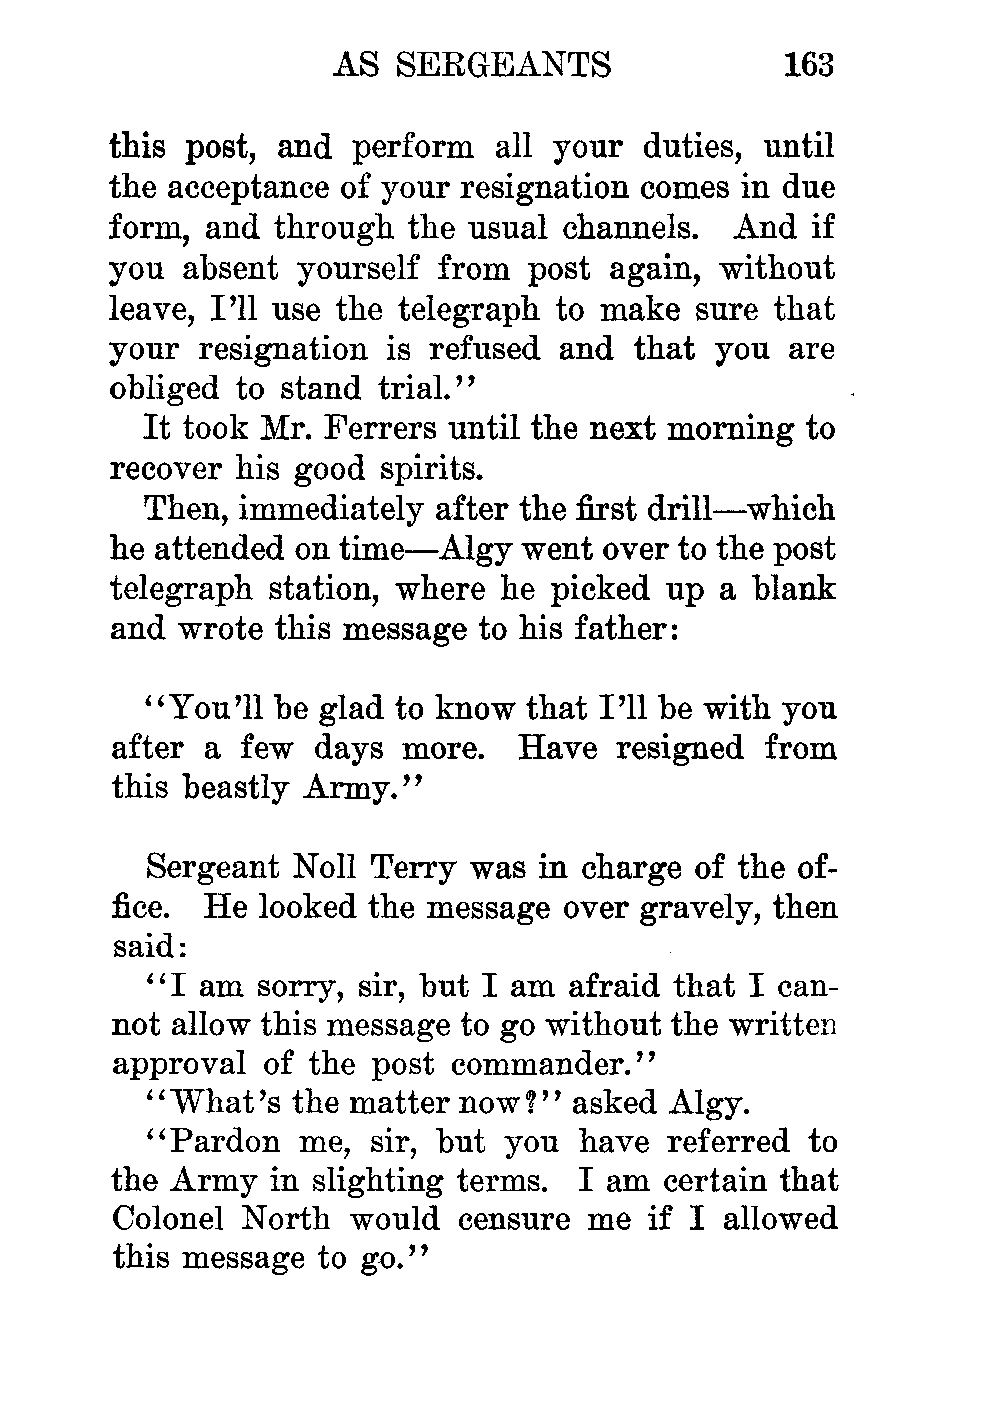 AS SERGEANTS 163
this post, and perform all your duties, until
the acceptance of your resignation comes in due
form, and through the usual channels. And if
you absent yourself from post again, without
leave, I'll use the telegraph to make sure that
your resignation is refused and that you are
obliged to stand trial."
It took Mr. Ferrers until the next morning to
recover his good spirits.
Then, immediately after the first drill—which
he attended on time—Algy went over to the post
telegraph station, where he picked up a blank
and wrote this message to his father:
"You'll be glad to know that I'll be with you
after a few days more. Have resigned from
this beastly Army."
Sergeant Noll Terry was in charge of the of-
fice. He looked the message over gravely, then
said:
"I am sorry, sir, but I am afraid that I can-
not allow this message to go without the written
approval of the post commander."
"What's the matter now?" asked Algy.
"Pardon me, sir, but you have referred to
the Army in slighting terms. I am certain that
Colonel North would censure me if I allowed
this message to go."